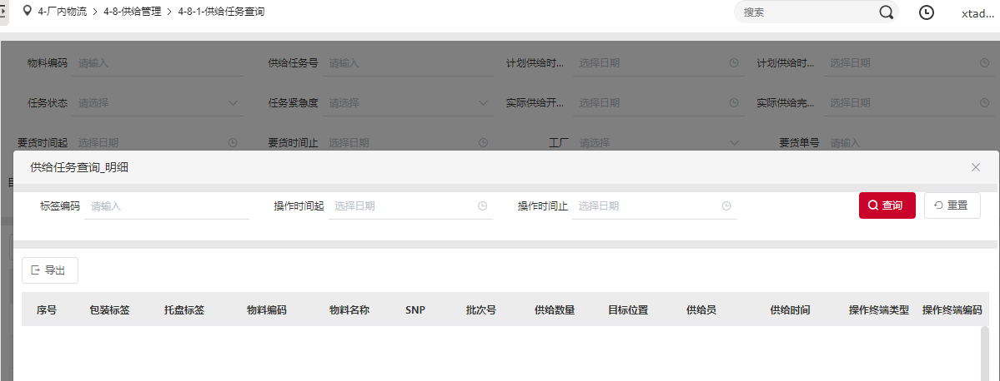 4-厂内物流 > 4-8-供给管理 > 4-8-1-供给任务查询 搜索 xtad...
物料编码 请输入 供给任务号 请输入 计划供给时... 选择日期 计划供给时... 选择日期
任务状态 请选择 任务紧急度 请选择 实际供给开... 选择日期 实际供给完... 选择日期
要货时间起 选择日期 要货时间止 选择日期 工厂 请选择 要货单号 请输入
供给任务查询_明细
标签编码 请输入 操作时间起 选择日期 操作时间止 选择日期 查询 重置
导出
序号 包装标签 托盘标签 物料编码 物料名称 SNP 批次号 供给数量 目标位置 供给员 供给时间 操作终端类型 操作终端编码